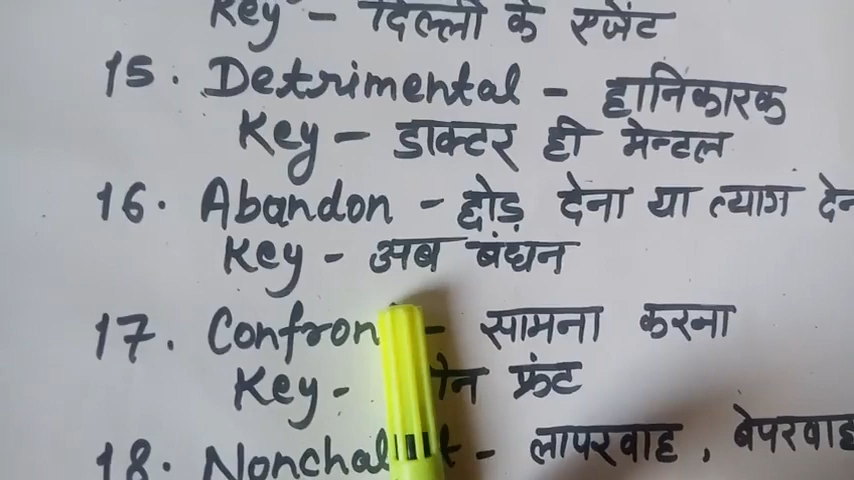 Key - दिल्ली के एजेंट
15. Detrimental - हानिकारक
Key - डाक्टर ही मेन्टल
16. Abandon - छोड़ देना या त्याग
Key - अब बंधन
17. - सामना करना
Key - फ्रंट
18. - लापरवाह,